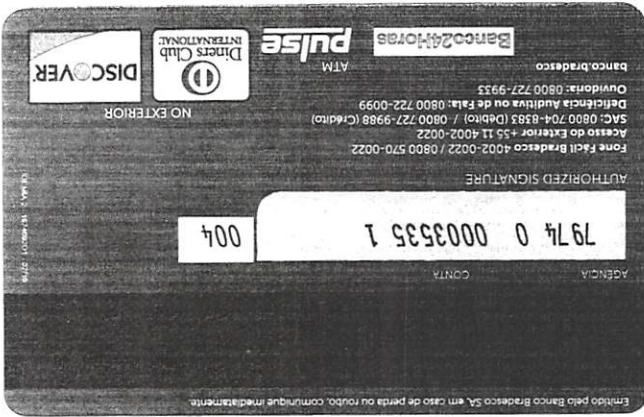 Emitido pelo Banco Bradesco SA, em caso de perda ou roubo, comunique imediatamente.
AGÊNCIA CONTA
7974 0 0003535 1
004
AUTHORIZED SIGNATURE
Fone Fácil Bradesco 4002-0022 / 0800 570-0022
Acesso do Exterior +55 11 4002-0022
SAC: 0800 704-8383 (Débito) / 0800 727-9988 (Crédito)
Deficiência Auditiva ou de Fala: 0800 722-0099
Ouvidoria: 0800 727-9933
banco.bradesco
NO EXTERIOR
Banco24Horas
ATM
pulse
Diners Club
INTERNATIONAL
DISCOVER